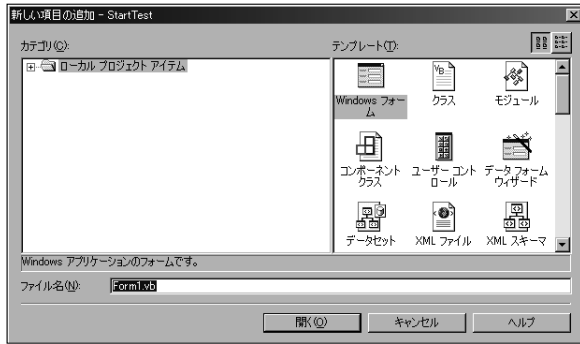 新しい項目の追加 - StartTest
カテゴリ(C):
テンプレート(T):
ローカル プロジェクト アイテム
Windows フォーム
クラス
モジュール
コンポーネント クラス
ユーザー コントロール
データ フォーム ウィザード
データセット
XML ファイル
XML スキーマ
Windows アプリケーションのフォームです。
ファイル名(N):
Form1.vb
開く(O)
キャンセル
ヘルプ